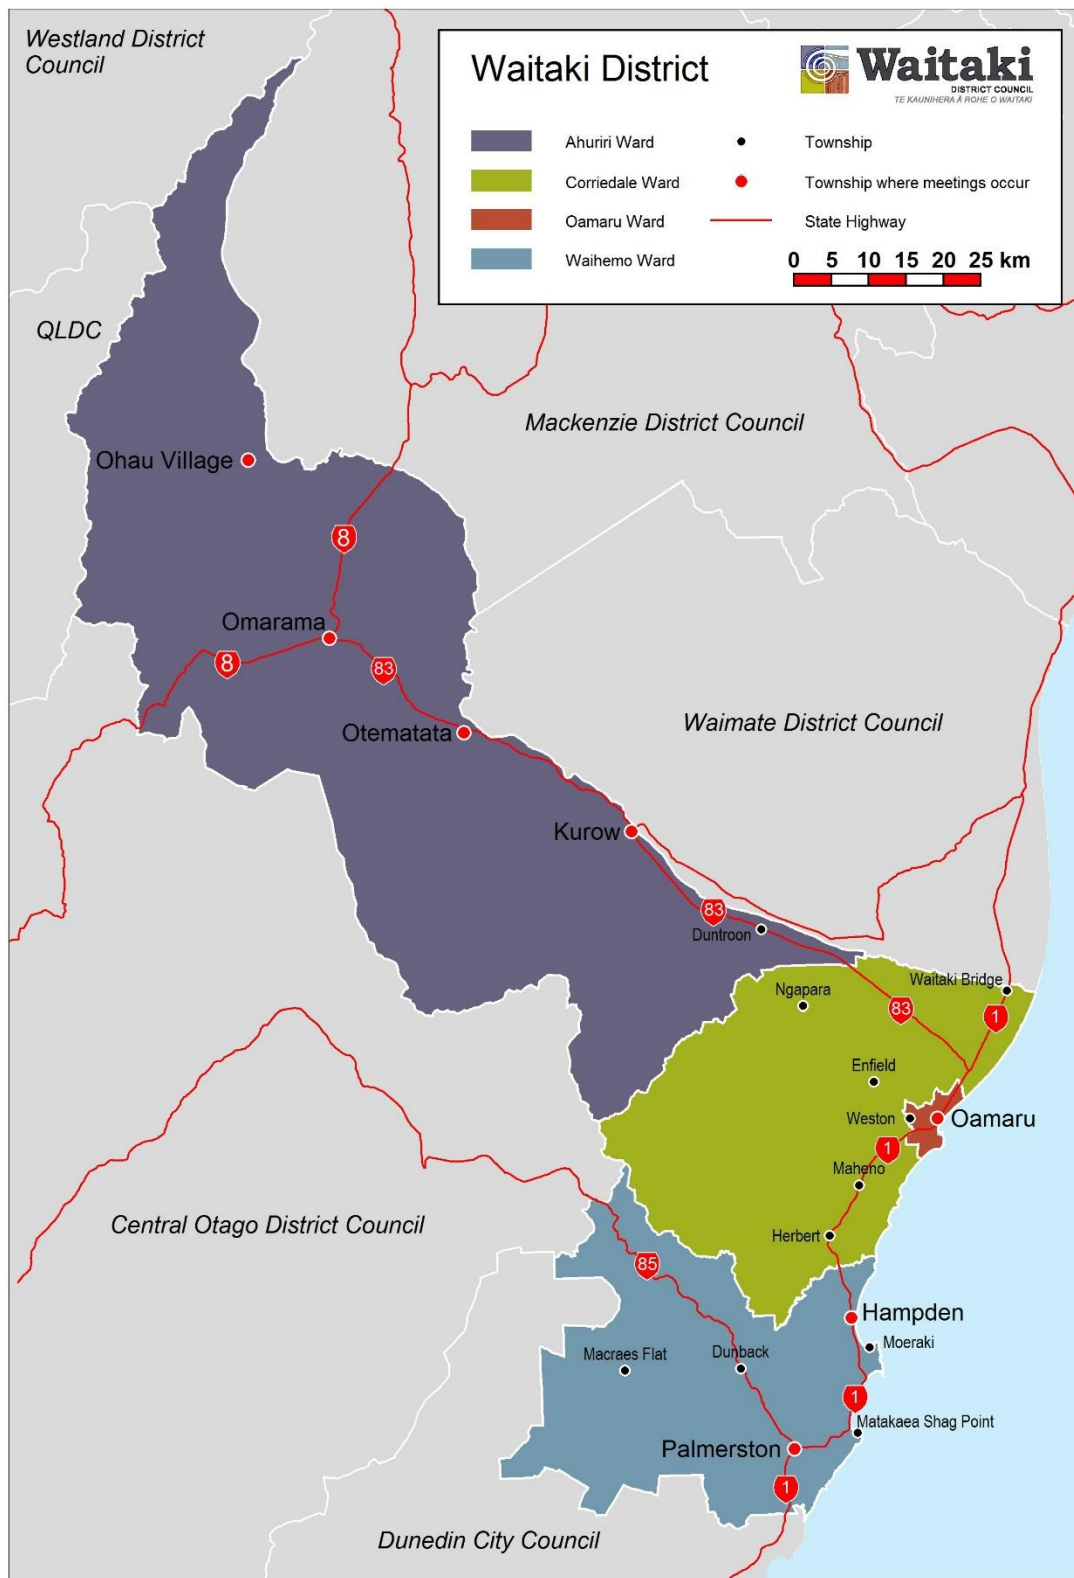 Westland District
Council
Waitaki District
Waitaki
DISTRICT COUNCIL
TE KAUNIHERA Ā ROHE O WAITAKI
Ahuriri Ward
Township
Corriedale Ward
Township where meetings occur
Oamaru Ward
State Highway
Waihemo Ward
0 5 10 15 20 25 km
QLDC
Mackenzie District Council
Ohau Village
8
Omarama
8
83
Otematata
Waimate District Council
Kurow
83
Duntroon
Waitaki Bridge
Ngapara
83
1
Enfield
Weston
Oamaru
1
Maheno
Central Otago District Council
Herbert
85
Hampden
Moeraki
Macraes Flat
Dunback
1
Matakaea Shag Point
Palmerston
1
Dunedin City Council